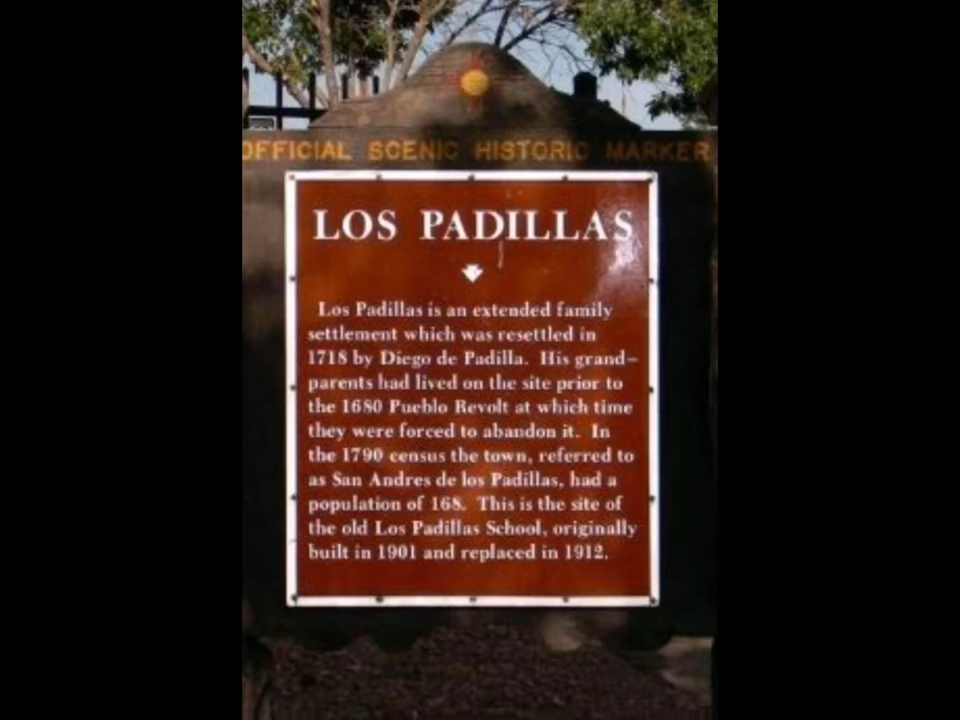 OFFICIAL SCENIC HISTORIC MARKER
LOS PADILLAS
Los Padillas is an extended family
settlement which was resettled in
1718 by Diego de Padilla. His grand-
parents had lived on the site prior to
the 1680 Pueblo Revolt at which time
they were forced to abandon it. In
the 1790 census the town, referred to
as San Andres de los Padillas, had a
population of 168. This is the site of
the old Los Padillas School, originally
built in 1901 and replaced in 1912.